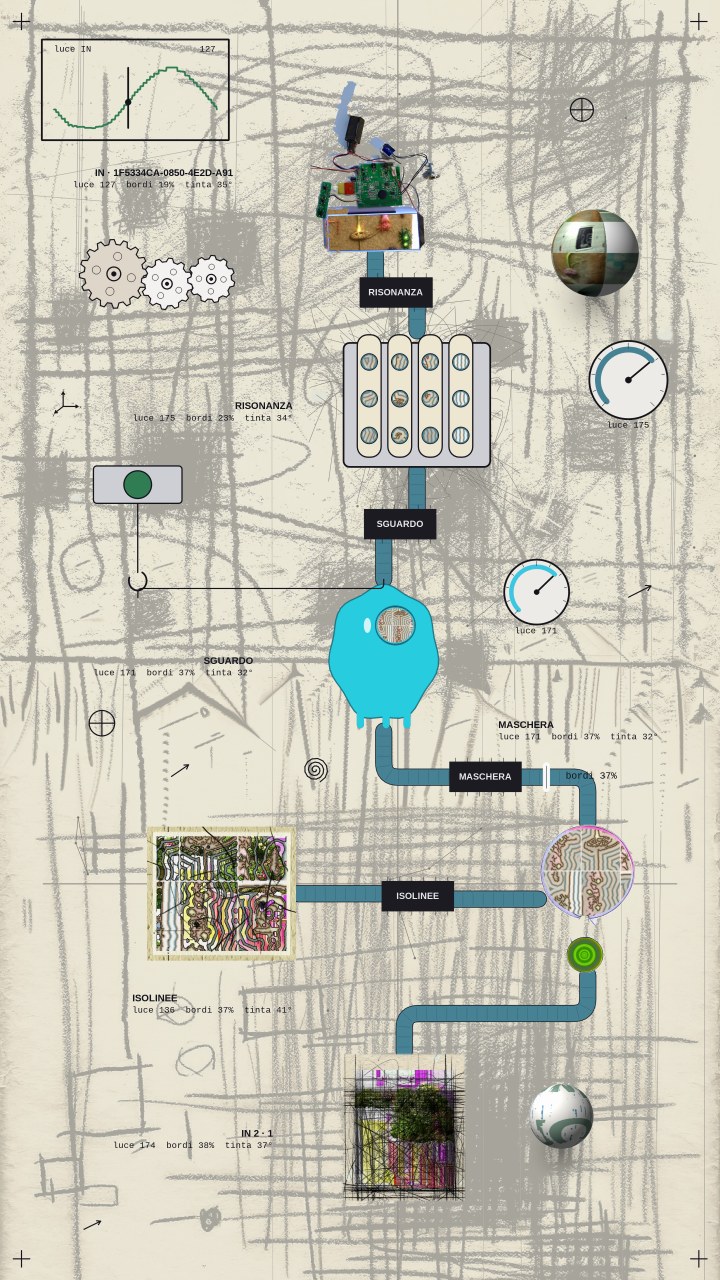 luce IN 127
IN · 1F5334CA-0850-4E2D-A91
luce 127 bordi 19% tinta 35°
RISONANZA
luce 175
RISONANZA
luce 175 bordi 23% tinta 34°
SGUARDO
luce 171
SGUARDO
luce 171 bordi 37% tinta 32°
MASCHERA
luce 171 bordi 37% tinta 32°
MASCHERA
bordi 37%
ISOLINEE
ISOLINEE
luce 136 bordi 37% tinta 41°
IN 2 · 1
luce 174 bordi 38% tinta 37°